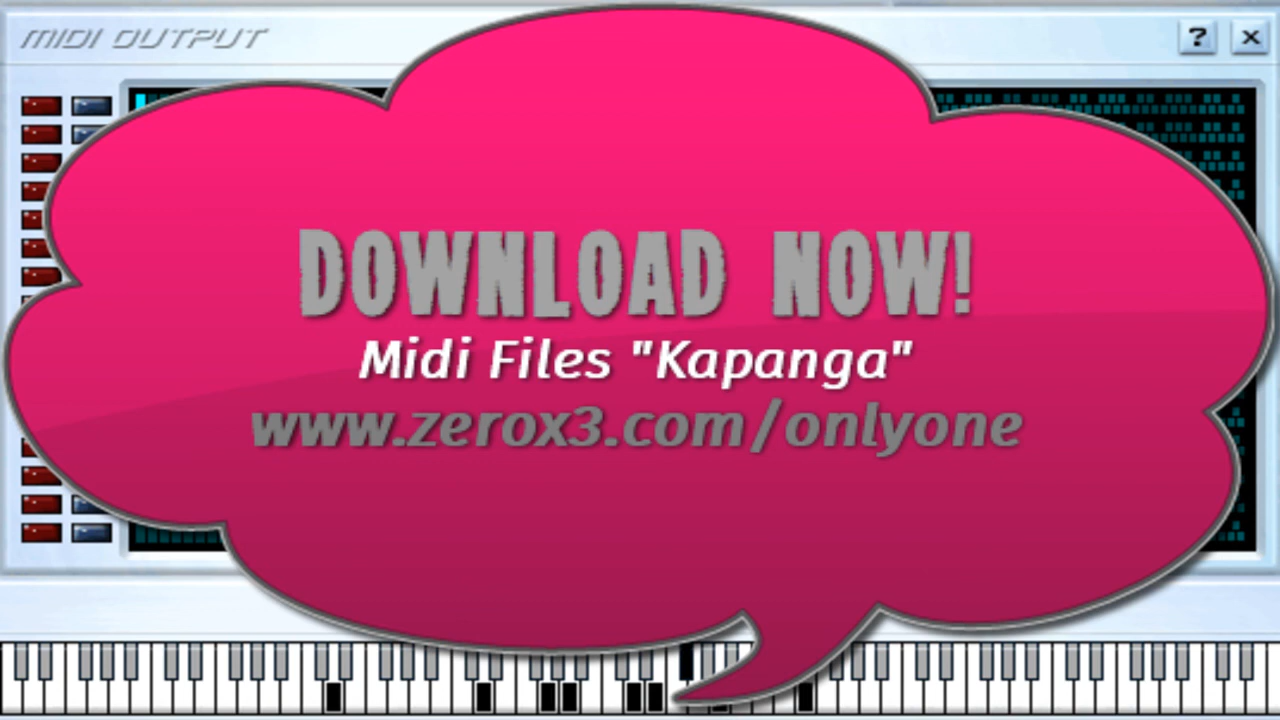 MIDI OUTPUT
? ×
DOWNLOAD NOW!
Midi Files "Kapanga"
www.zerox3.com/onlyone